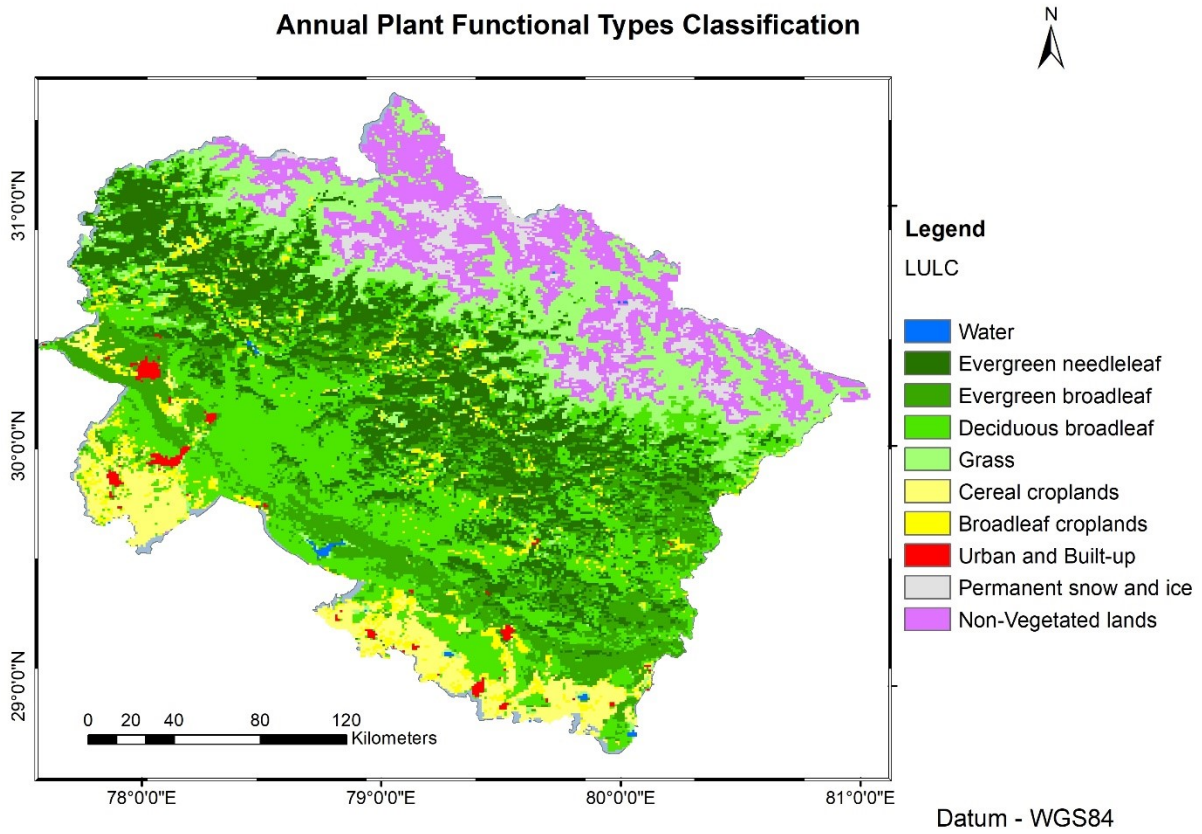 Annual Plant Functional Types Classification
N
31°0'0"N
30°0'0"N
29°0'0"N
Legend
LULC
Water
Evergreen needleleaf
Evergreen broadleaf
Deciduous broadleaf
Grass
Cereal croplands
Broadleaf croplands
Urban and Built-up
Permanent snow and ice
Non-Vegetated lands
0 20 40 80 120
Kilometers
78°0'0"E 79°0'0"E 80°0'0"E 81°0'0"E
Datum - WGS84